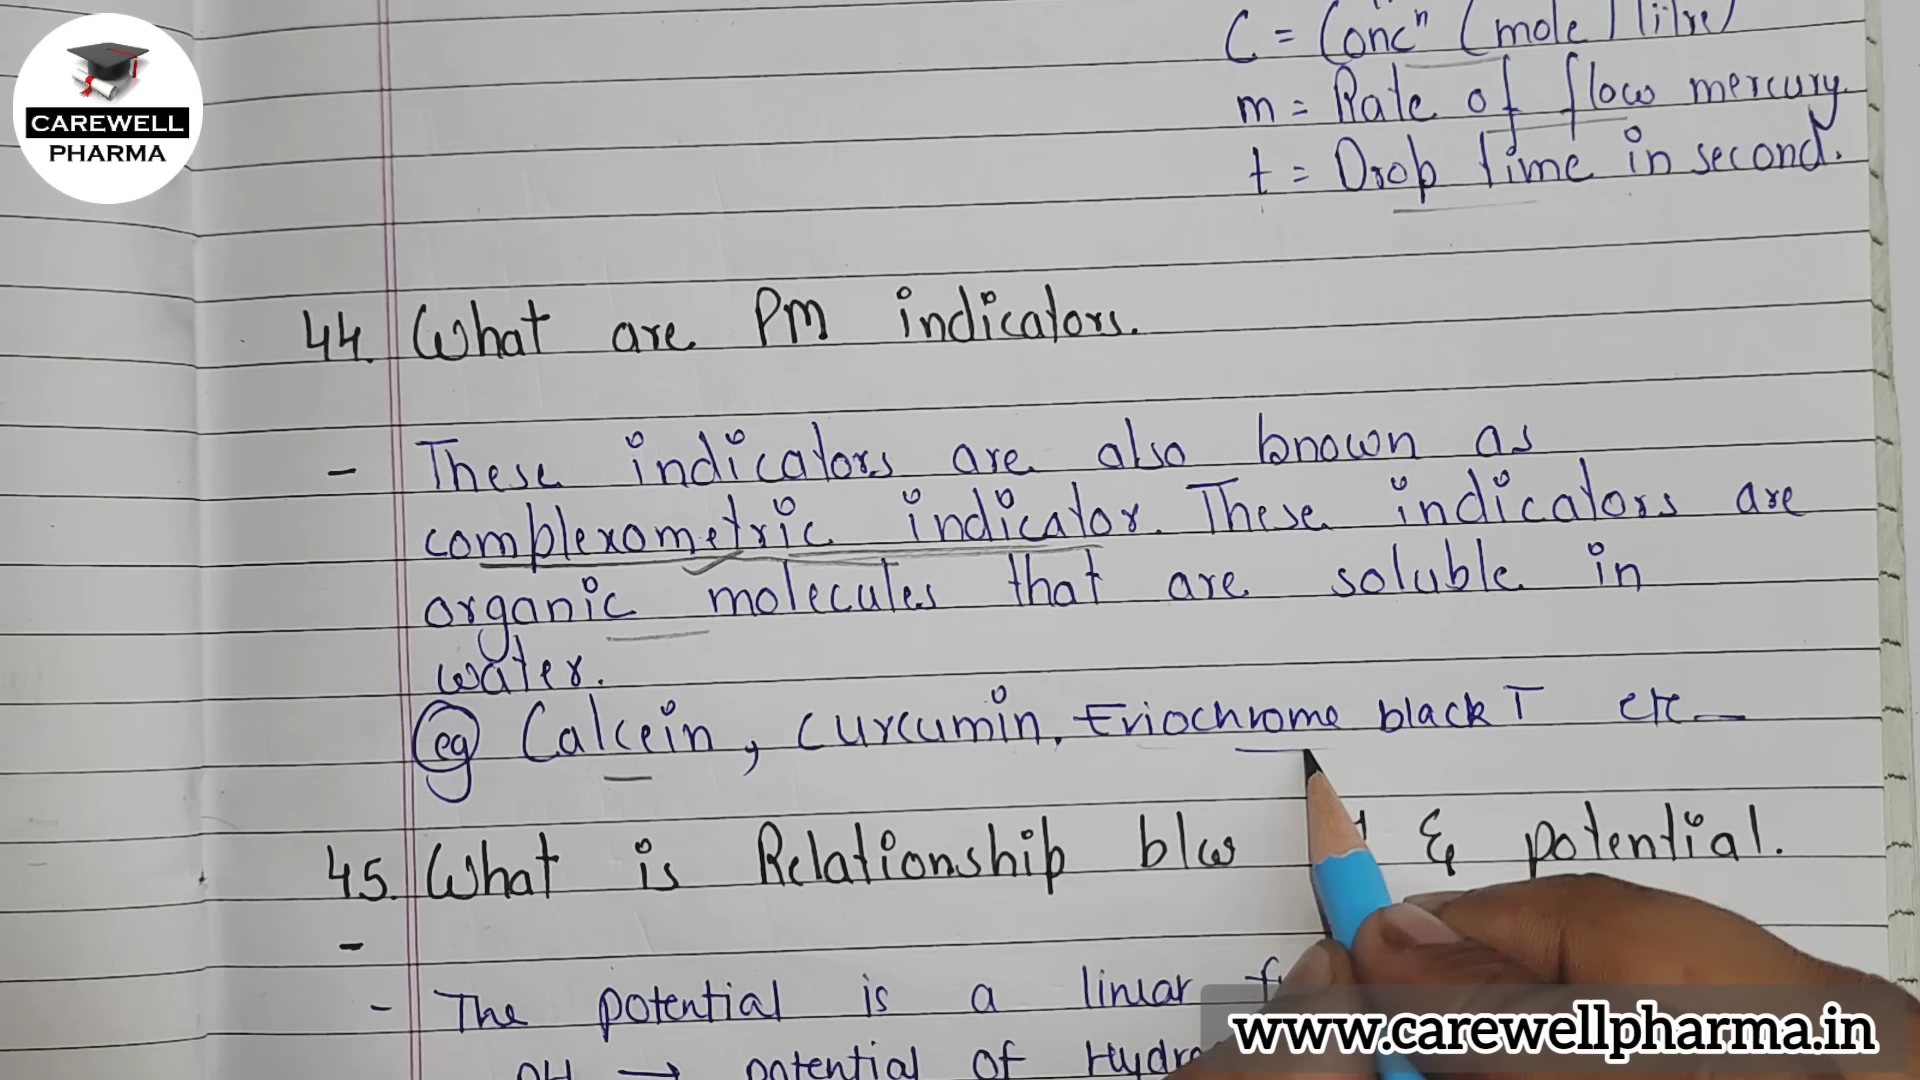 CAREWELL
PHARMA
C = Concⁿ (mole / litre)
m = Rate of flow mercury.
t = Drop time in second.
44. What are PM indicators.
- These indicators are also known as
complexometric indicator. These indicators are
organic molecules that are soluble in
water.
eg Calcein, curcumin, Eriochrome black T etc
45. What is Relationship b/w & potential.
-
- The potential is a linear
pH → potential of Hydro
www.carewellpharma.in